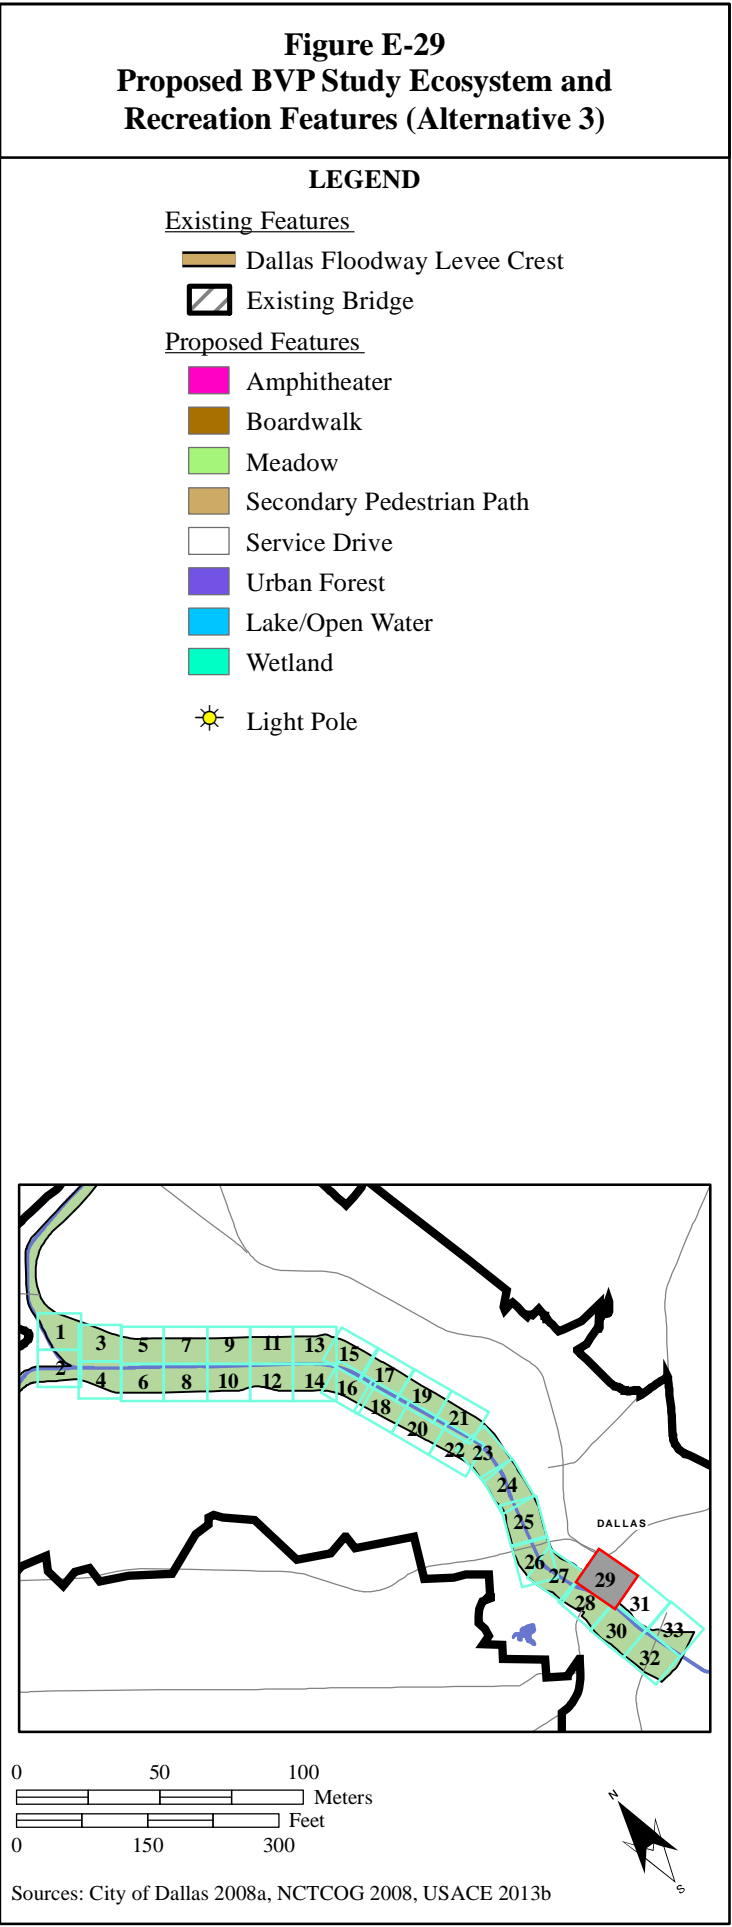 Figure E-29
Proposed BVP Study Ecosystem and
Recreation Features (Alternative 3)
LEGEND
Existing Features
Dallas Floodway Levee Crest
Existing Bridge
Proposed Features
Amphitheater
Boardwalk
Meadow
Secondary Pedestrian Path
Service Drive
Urban Forest
Lake/Open Water
Wetland
Light Pole
1
3
5
7
9
11
13
15
2
4
6
8
10
12
14
16
17
18
19
20
21
22
23
24
25
DALLAS
26
27
28
29
30
31
32
33
0 50 100
Meters
Feet
0 150 300
N
S
Sources: City of Dallas 2008a, NCTCOG 2008, USACE 2013b